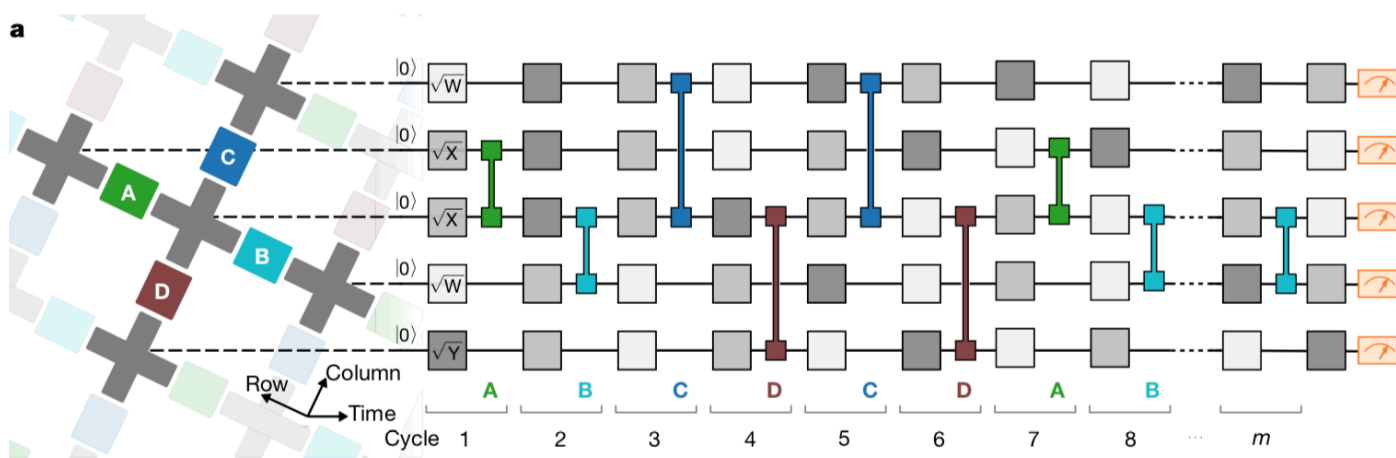 a
|0⟩
|0⟩
|0⟩
|0⟩
|0⟩
√W
√X
√X
√W
√Y
C
A
B
D
Row
Column
Time
A B C D C D A B
Cycle 1 2 3 4 5 6 7 8 ... m